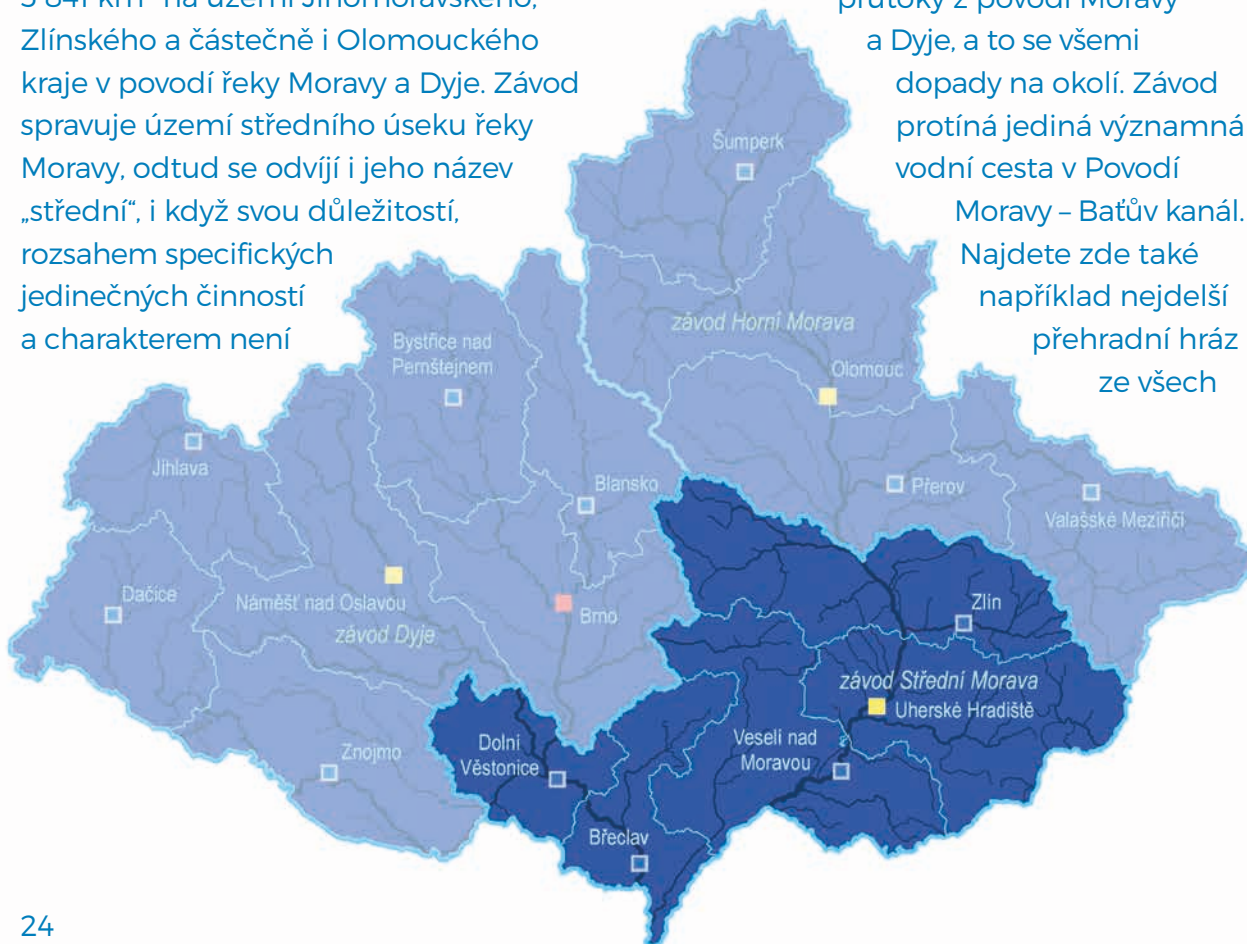 5 841 km² na území Jihomoravského,
Zlínského a částečně i Olomouckého
kraje v povodí řeky Moravy a Dyje. Závod
spravuje území středního úseku řeky
Moravy, odtud se odvíjí i jeho název
„střední“, i když svou důležitostí,
rozsahem specifických
jedinečných činností
a charakterem není
průtoky z povodí Moravy
a Dyje, a to se všemi
dopady na okolí. Závod
protíná jediná významná
vodní cesta v Povodí
Moravy – Baťův kanál.
Najdete zde také
například nejdelší
přehradní hráz
ze všech
Šumperk
závod Horní Morava
Bystřice nad
Pernštejnem
Olomouc
Jihlava
Blansko
Přerov
Valašské Meziříčí
Dačice
Náměšť nad Oslavou
závod Dyje
Brno
Zlín
závod Střední Morava
Uherské Hradiště
Znojmo
Dolní
Věstonice
Veselí nad
Moravou
Břeclav
24